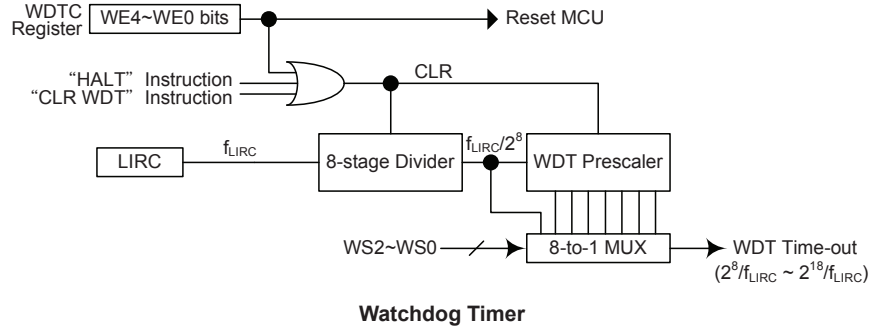 WDTC
Register
WE4~WE0 bits
Reset MCU
“HALT” Instruction
“CLR WDT” Instruction
CLR
LIRC
fLIRC
8-stage Divider
fLIRC/2⁸
WDT Prescaler
WS2~WS0
8-to-1 MUX
WDT Time-out
(2⁸/fLIRC ~ 2¹⁸/fLIRC)
Watchdog Timer